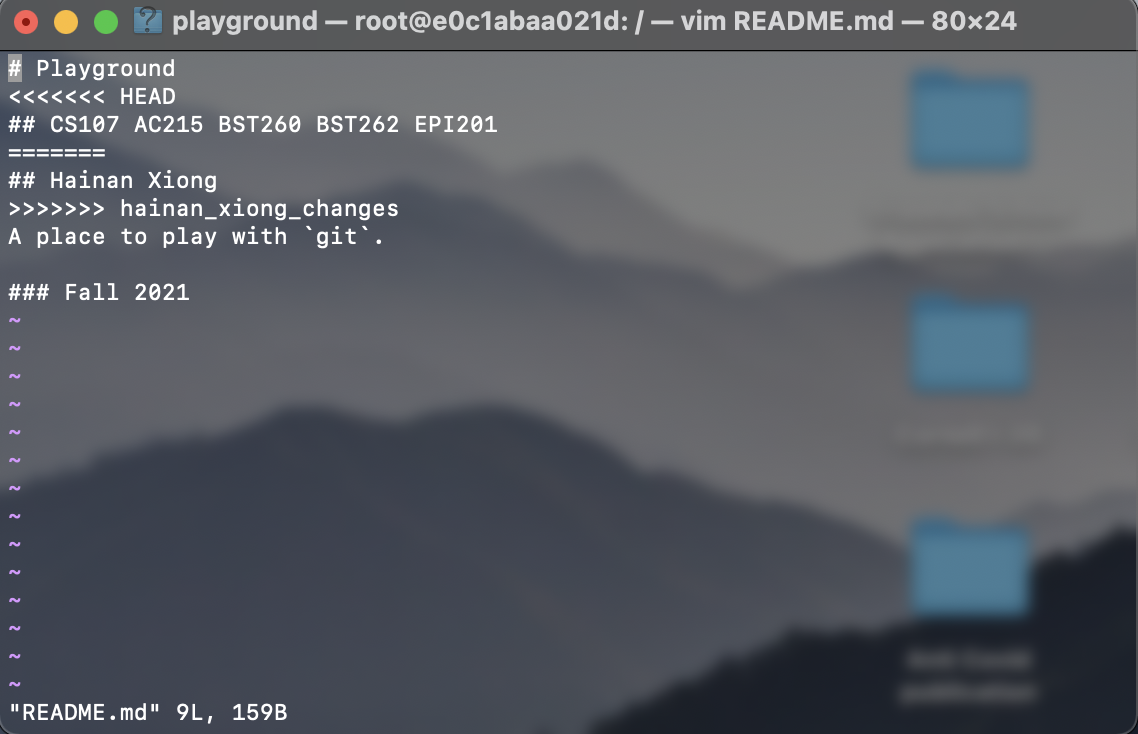 playground — root@e0c1abaa021d: / — vim README.md — 80×24
# Playground
<<<<<<< HEAD
## CS107 AC215 BST260 BST262 EPI201
=======
## Hainan Xiong
>>>>>>> hainan_xiong_changes
A place to play with `git`.

### Fall 2021
~
~
~
~
~
~
~
~
~
~
~
~
~
~
"README.md" 9L, 159B